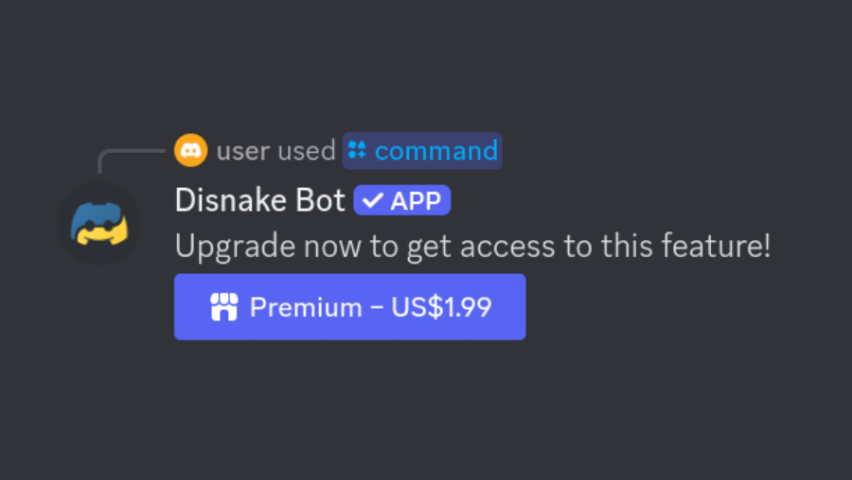 user used command
Disnake Bot ✓ APP
Upgrade now to get access to this feature!
Premium – US$1.99